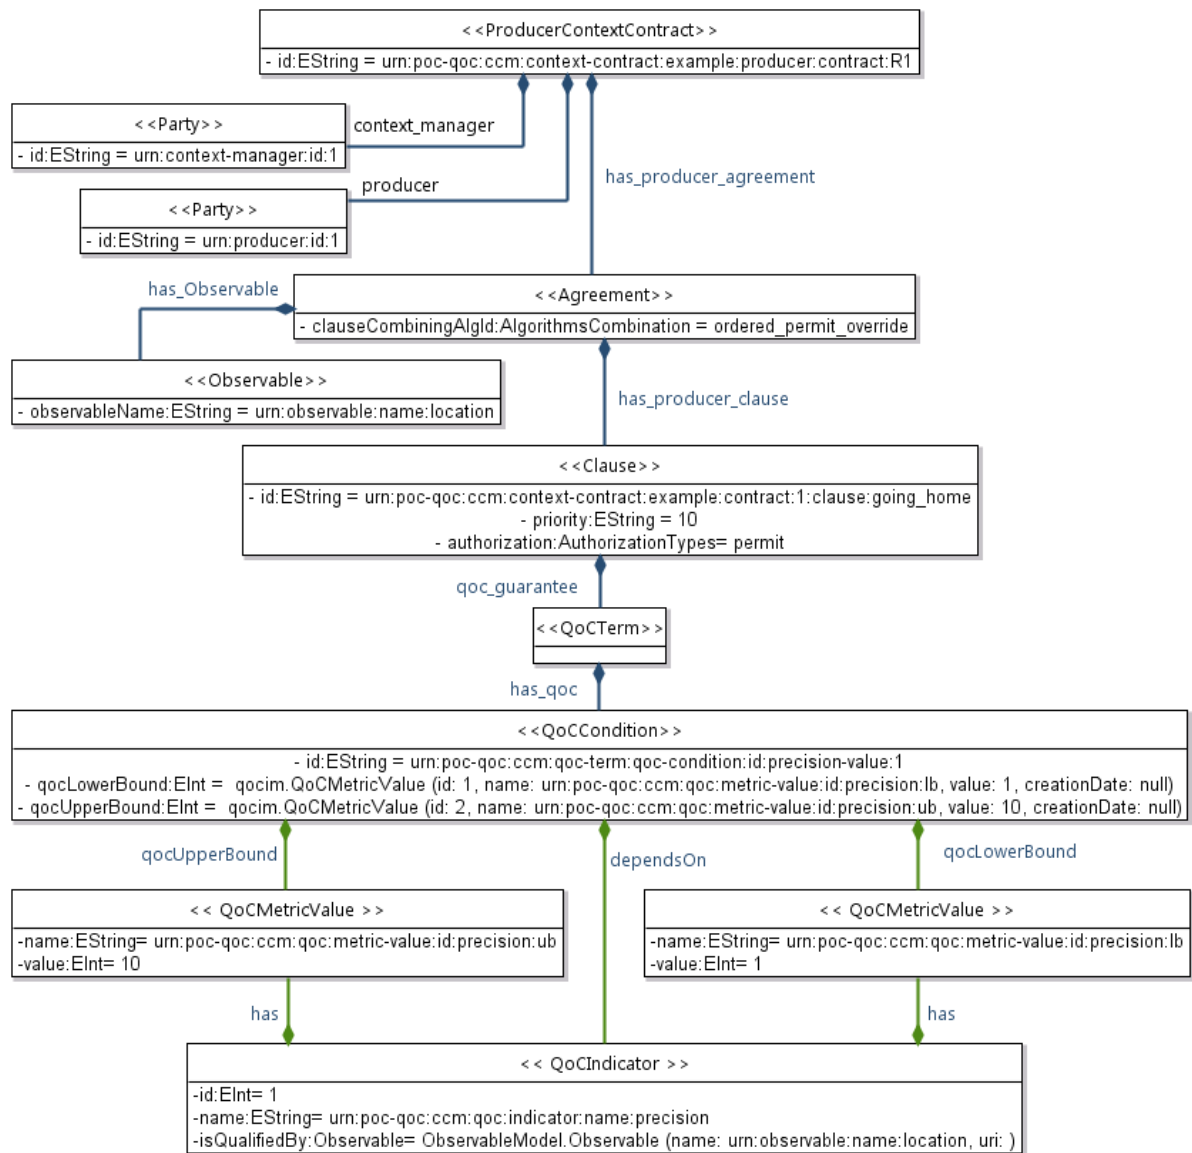 <<ProducerContextContract>>
- id:EString = urn:poc-qoc:ccm:context-contract:example:producer:contract:R1
<<Party>>
- id:EString = urn:context-manager:id:1
context_manager
<<Party>>
- id:EString = urn:producer:id:1
producer
has_producer_agreement
has_Observable
<<Agreement>>
- clauseCombiningAlgId:AlgorithmsCombination = ordered_permit_override
<<Observable>>
- observableName:EString = urn:observable:name:location
has_producer_clause
<<Clause>>
- id:EString = urn:poc-qoc:ccm:context-contract:example:contract:1:clause:going_home
- priority:EString = 10
- authorization:AuthorizationTypes= permit
qoc_guarantee
<<QoCTerm>>
has_qoc
<<QoCCondition>>
- id:EString = urn:poc-qoc:ccm:qoc-term:qoc-condition:id:precision-value:1
- qocLowerBound:EInt = qocim.QoCMetricValue (id: 1, name: urn:poc-qoc:ccm:qoc:metric-value:id:precision:lb, value: 1, creationDate: null)
- qocUpperBound:EInt = qocim.QoCMetricValue (id: 2, name: urn:poc-qoc:ccm:qoc:metric-value:id:precision:ub, value: 10, creationDate: null)
qocUpperBound
dependsOn
qocLowerBound
<< QoCMetricValue >>
-name:EString= urn:poc-qoc:ccm:qoc:metric-value:id:precision:ub
-value:EInt= 10
<< QoCMetricValue >>
-name:EString= urn:poc-qoc:ccm:qoc:metric-value:id:precision:lb
-value:EInt= 1
has
has
<< QoCIndicator >>
-id:EInt= 1
-name:EString= urn:poc-qoc:ccm:qoc:indicator:name:precision
-isQualifiedBy:Observable= ObservableModel.Observable (name: urn:observable:name:location, uri: )